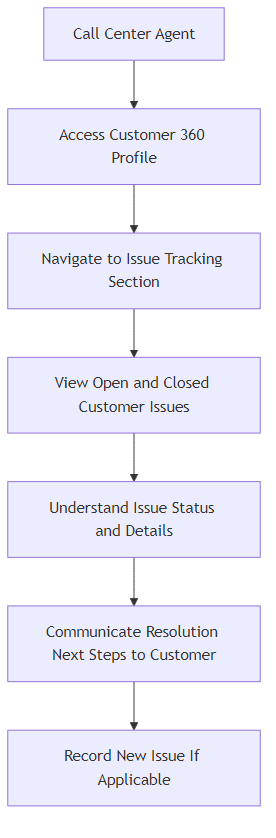 Call Center Agent
Access Customer 360
Profile
Navigate to Issue Tracking
Section
View Open and Closed
Customer Issues
Understand Issue Status
and Details
Communicate Resolution
Next Steps to Customer
Record New Issue If
Applicable